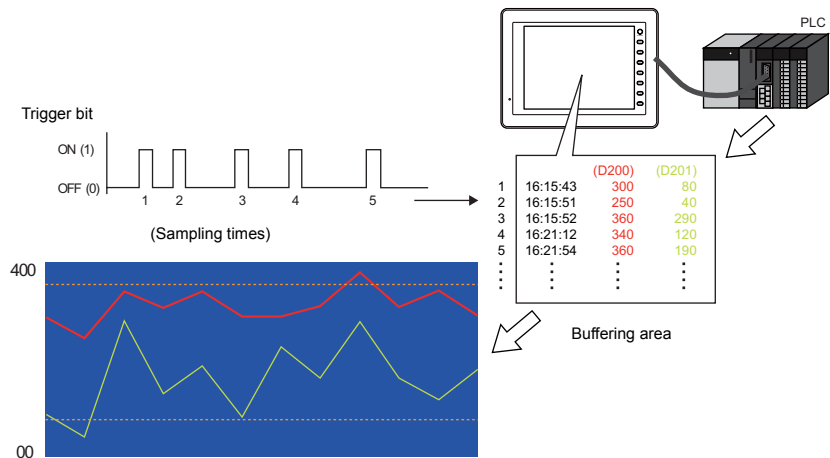 PLC
Trigger bit
ON (1)
OFF (0)
1 2 3 4 5
(Sampling times)
(D200) (D201)
1 16:15:43 300 80
2 16:15:51 250 40
3 16:15:52 360 290
4 16:21:12 340 120
5 16:21:54 360 190
Buffering area
400
00